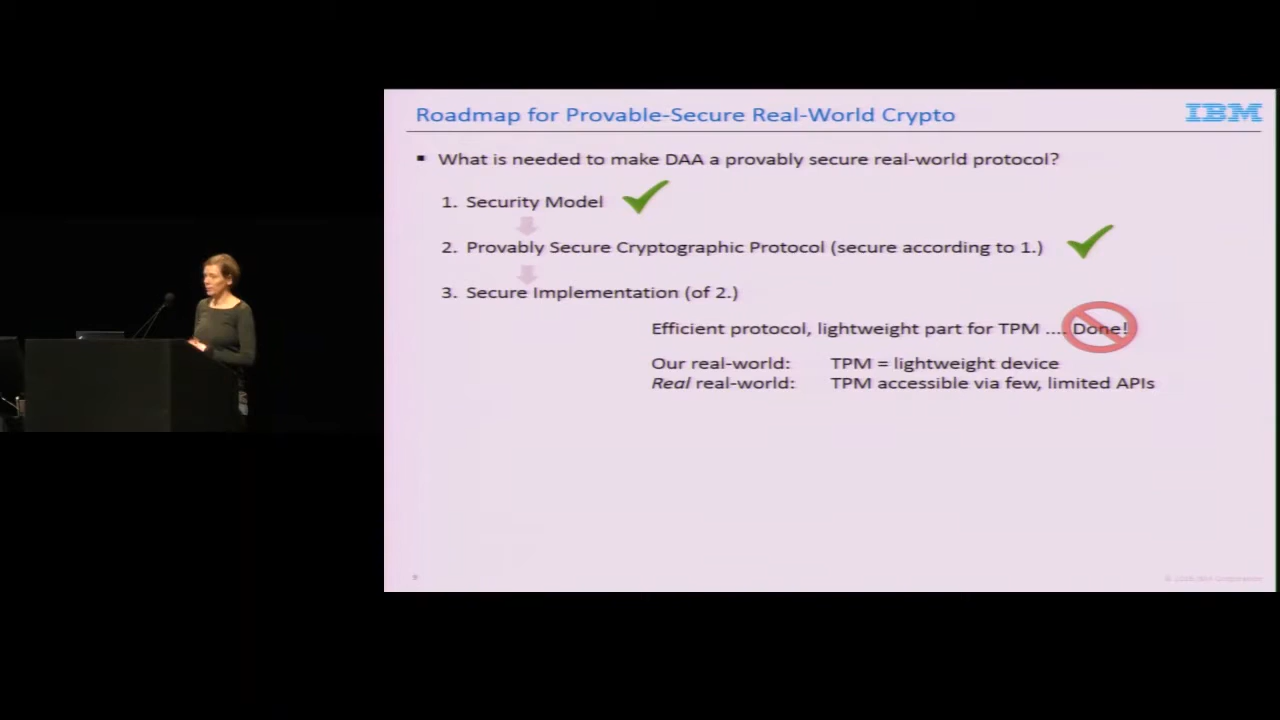 Roadmap for Provable-Secure Real-World Crypto
IBM
▪ What is needed to make DAA a provably secure real-world protocol?
1. Security Model
2. Provably Secure Cryptographic Protocol (secure according to 1.)
3. Secure Implementation (of 2.)
Efficient protocol, lightweight part for TPM .... Done!
Our real-world: TPM = lightweight device
Real real-world: TPM accessible via few, limited APIs